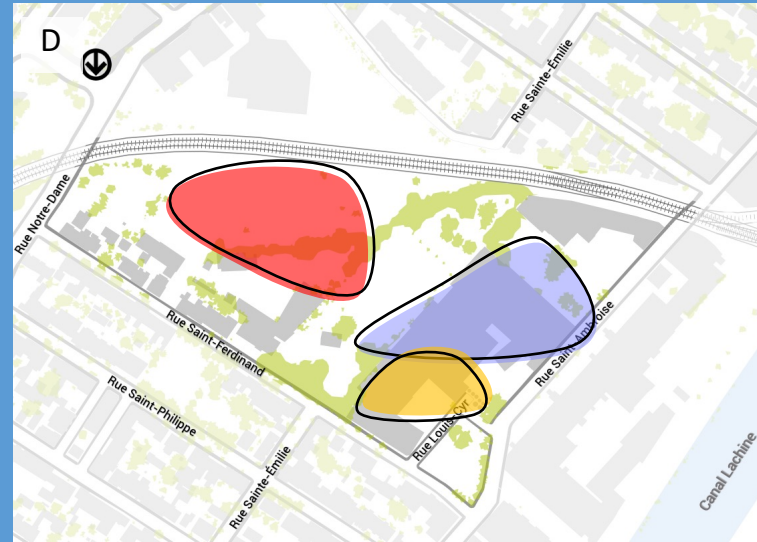 D
Rue Sainte-Émilie
Rue Notre-Dame
Rue Saint-Ferdinand
Rue Saint-Ambroise
Rue Saint-Philippe
Rue Louis-Cyr
Rue Sainte-Émilie
Canal Lachine